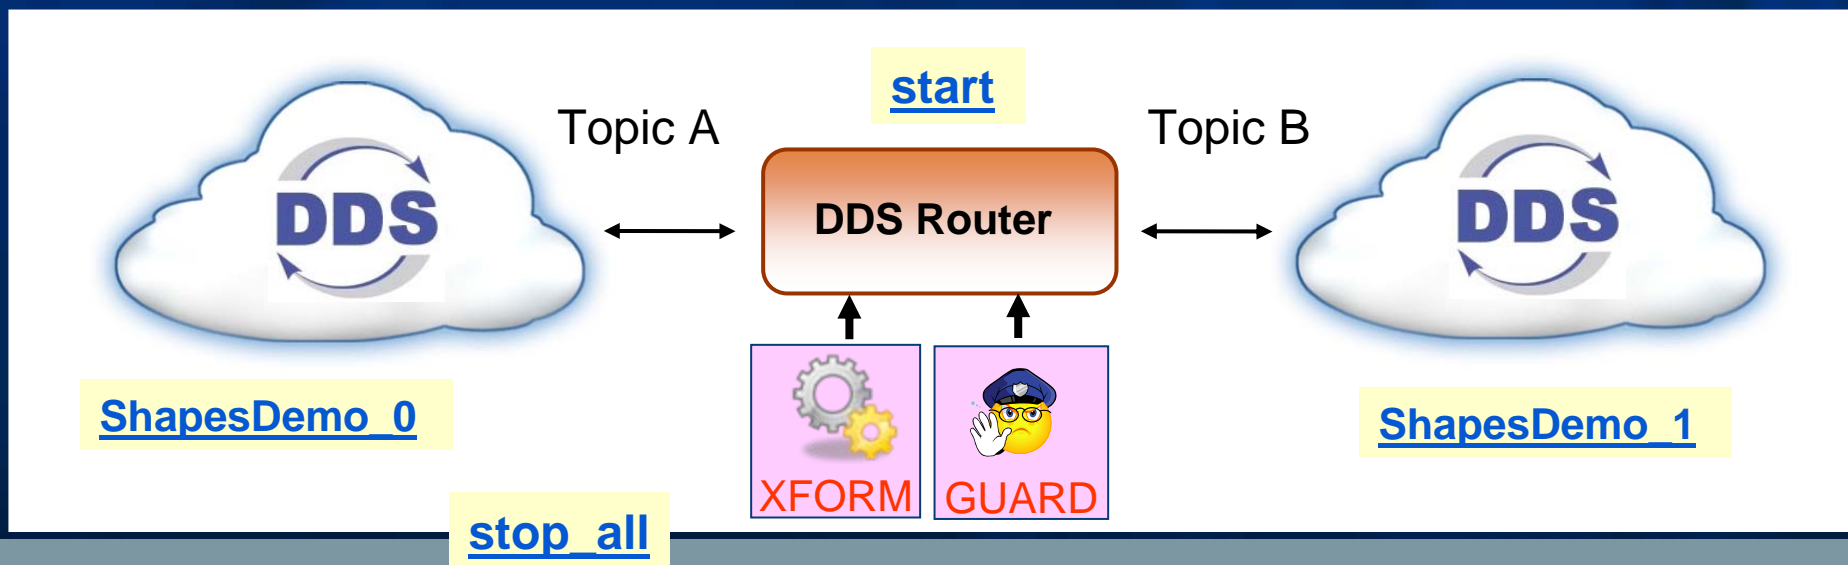 start
Topic A
Topic B
DDS
DDS Router
DDS
ShapesDemo_0
XFORM
GUARD
ShapesDemo_1
stop_all